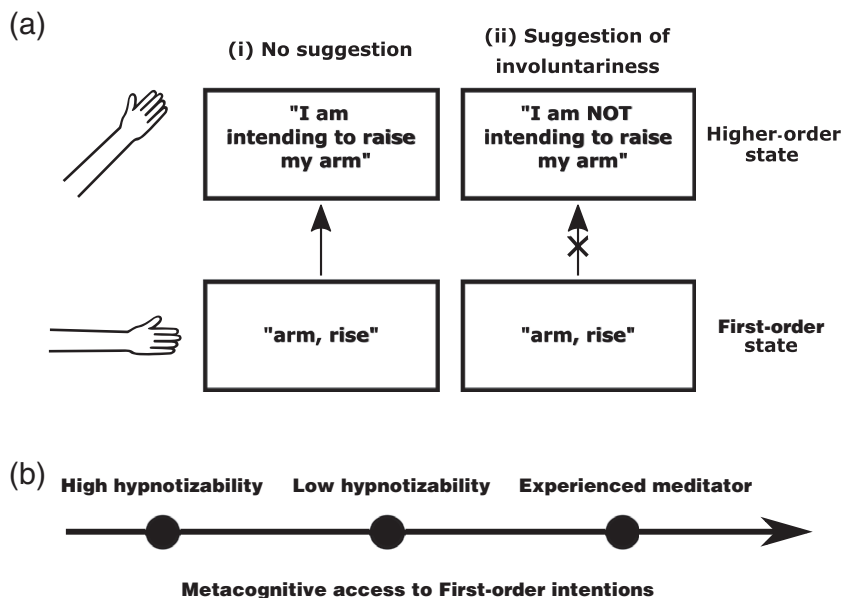 (a)
(i) No suggestion
(ii) Suggestion of
involuntariness
"I am
intending to raise
my arm"
"I am NOT
intending to raise
my arm"
Higher-order
state
"arm, rise"
"arm, rise"
First-order
state
(b)
High hypnotizability
Low hypnotizability
Experienced meditator
Metacognitive access to First-order intentions